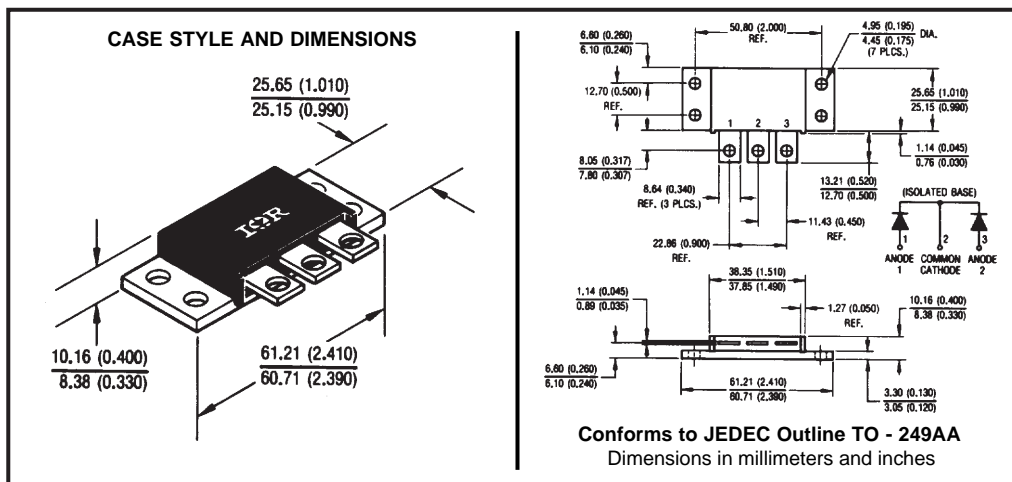 CASE STYLE AND DIMENSIONS
25.65 (1.010)
25.15 (0.990)
IOR
10.16 (0.400)
8.38 (0.330)
61.21 (2.410)
60.71 (2.390)
6.60 (0.260)
6.10 (0.240)
50.80 (2.000)
REF.
4.95 (0.195)
4.45 (0.175)
DIA.
(7 PLCS.)
12.70 (0.500)
REF.
25.65 (1.010)
25.15 (0.990)
1 2 3
8.05 (0.317)
7.80 (0.307)
1.14 (0.045)
0.76 (0.030)
13.21 (0.520)
12.70 (0.500)
8.64 (0.340)
REF. (3 PLCS.)
11.43 (0.450)
REF.
22.86 (0.900)
REF.
(ISOLATED BASE)
1 2 3
ANODE COMMON ANODE
1 CATHODE 2
38.35 (1.510)
37.85 (1.490)
1.14 (0.045)
0.89 (0.035)
1.27 (0.050)
REF.
10.16 (0.400)
8.38 (0.330)
6.60 (0.260)
6.10 (0.240)
61.21 (2.410)
60.71 (2.390)
3.30 (0.130)
3.05 (0.120)
Conforms to JEDEC Outline TO - 249AA
Dimensions in millimeters and inches